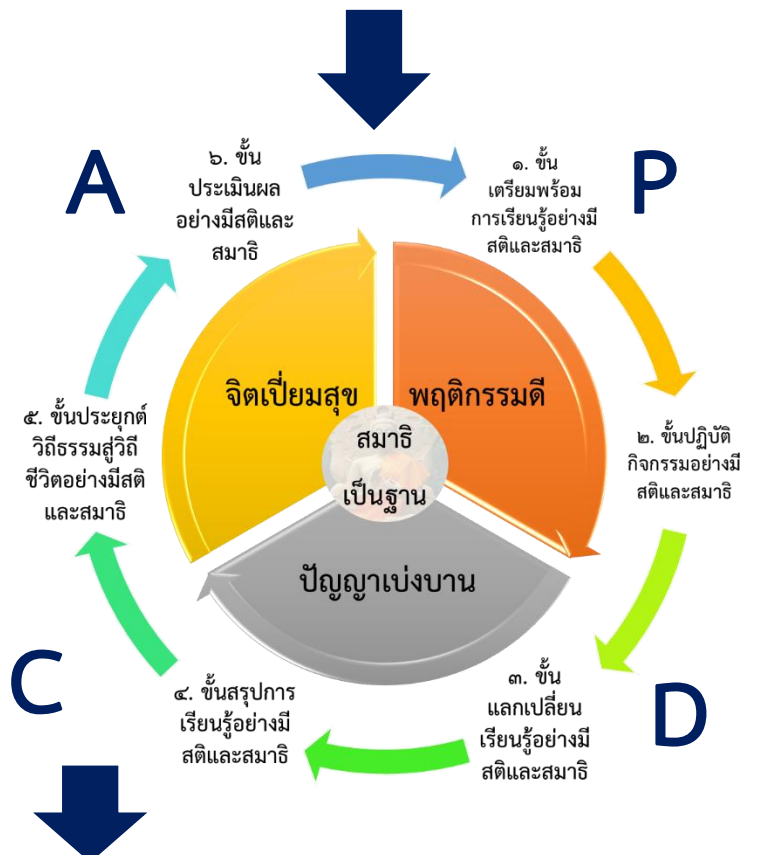 A
๖. ขั้น
ประเมินผล
อย่างมีสติและ
สมาธิ
๑. ขั้น
เตรียมพร้อม
การเรียนรู้อย่างมี
สติและสมาธิ
P
จิตเปี่ยมสุข
พฤติกรรมดี
สมาธิ
เป็นฐาน
ปัญญาเบ่งบาน
๕. ขั้นประยุกต์
วิถีธรรมสู่วิถี
ชีวิตอย่างมีสติ
และสมาธิ
๒. ขั้นปฏิบัติ
กิจกรรมอย่างมี
สติและสมาธิ
C
๔. ขั้นสรุปการ
เรียนรู้อย่างมี
สติและสมาธิ
๓. ขั้น
แลกเปลี่ยน
เรียนรู้อย่างมี
สติและสมาธิ
D